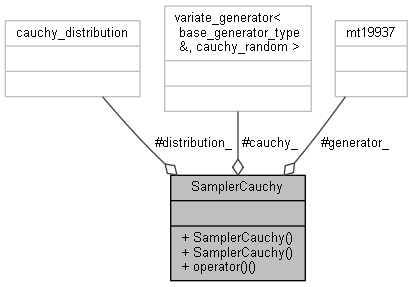 cauchy_distribution
variate_generator<
base_generator_type
&, cauchy_random >
mt19937
#distribution_
#cauchy_
#generator_
SamplerCauchy
+ SamplerCauchy()
+ SamplerCauchy()
+ operator()()